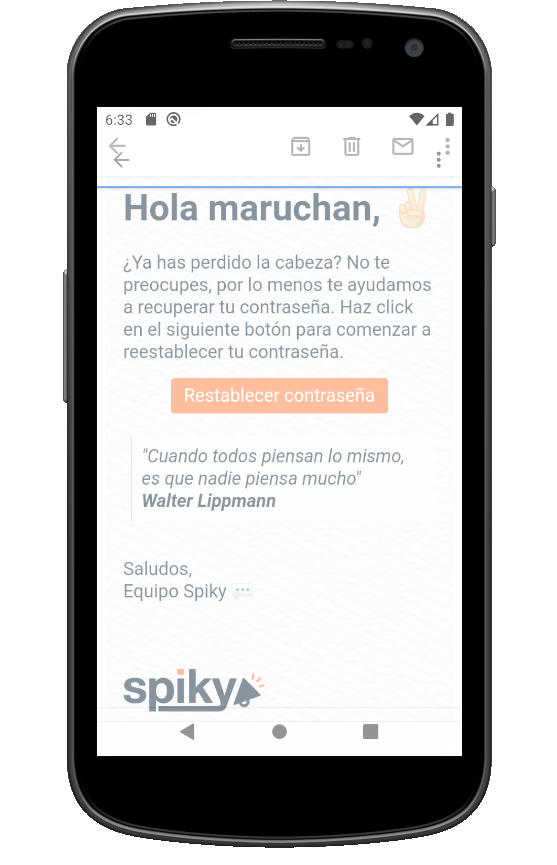 6:33
Hola maruchan, ✌🏻
¿Ya has perdido la cabeza? No te
preocupes, por lo menos te ayudamos
a recuperar tu contraseña. Haz click
en el siguiente botón para comenzar a
reestablecer tu contraseña.
Restablecer contraseña
"Cuando todos piensan lo mismo,
es que nadie piensa mucho"
Walter Lippmann
Saludos,
Equipo Spiky 💬
spiky